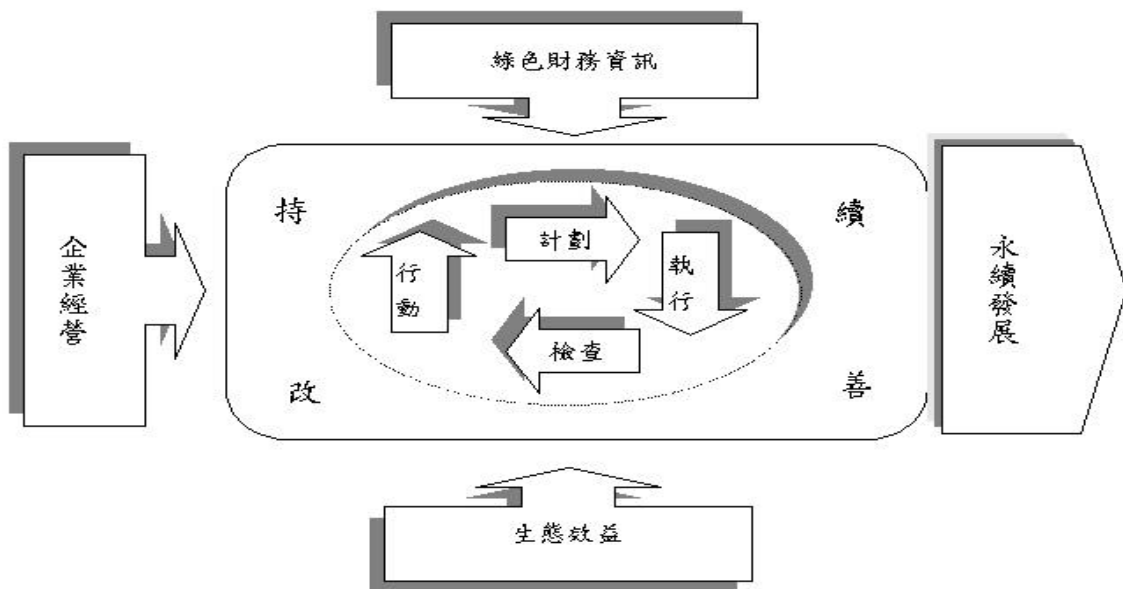 綠色財務資訊
企業經營
持 續
計劃
行動
執行
檢查
改 善
永續發展
生態效益